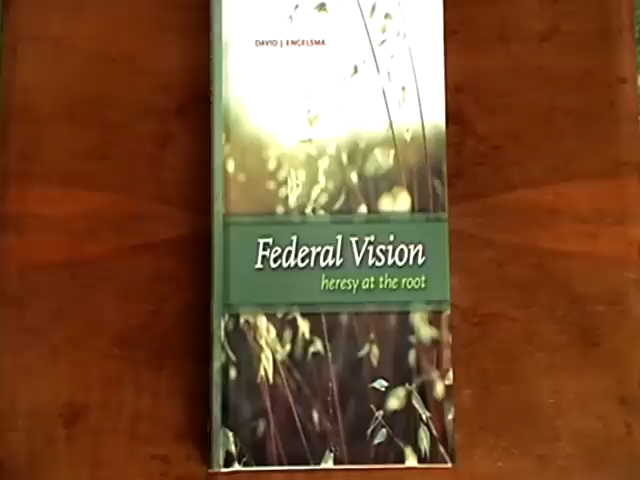 DAVID J ENGELSMA
Federal Vision
heresy at the root